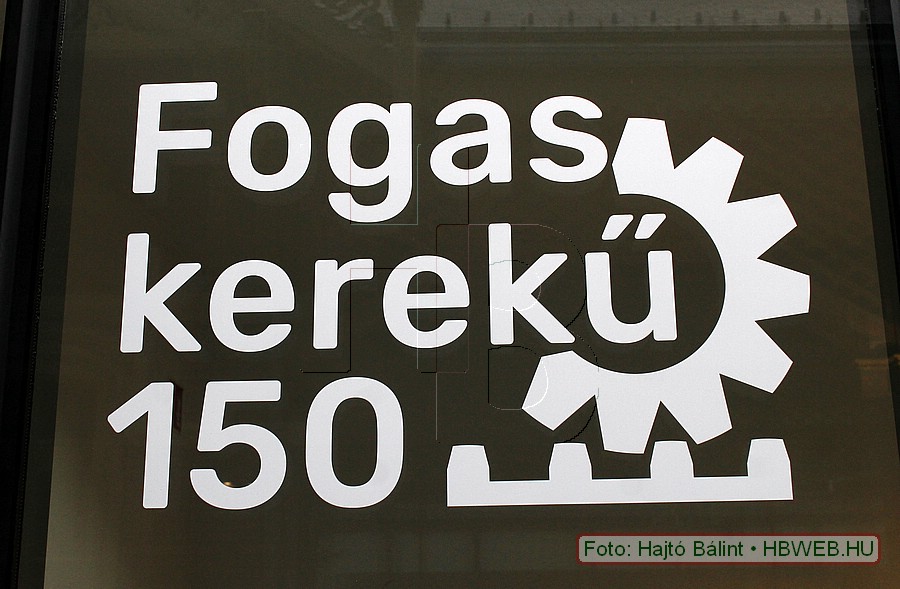 Fogas
kerekű
150
Foto: Hajtó Bálint • HBWEB.HU